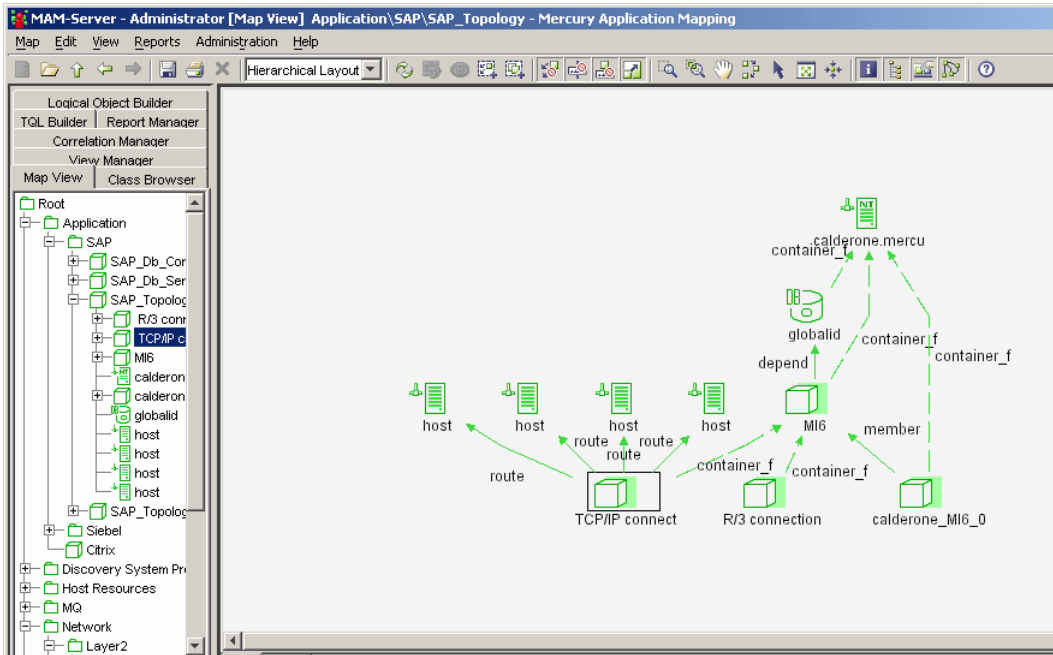 MAM-Server - Administrator [Map View] Application\SAP\SAP_Topology - Mercury Application Mapping
Map Edit View Reports Administration Help
Hierarchical Layout
Logical Object Builder
TQL Builder Report Manager
Correlation Manager
View Manager
Map View Class Browser
Root
Application
SAP
SAP_Db_Cor
SAP_Db_Ser
SAP_Topolog
R/3 conn
TCP/IP c
MI6
calderon
calderon
globalid
host
host
host
host
SAP_Topolog
Siebel
Citrix
Discovery System Pr
Host Resources
MQ
Network
Layer2
NT
calderone.mercu
container_f
DB
globalid
container_f
container_f
depend
host host host host MI6
member
route route
route
container_f
container_f
route
TCP/IP connect R/3 connection calderone_MI6_0